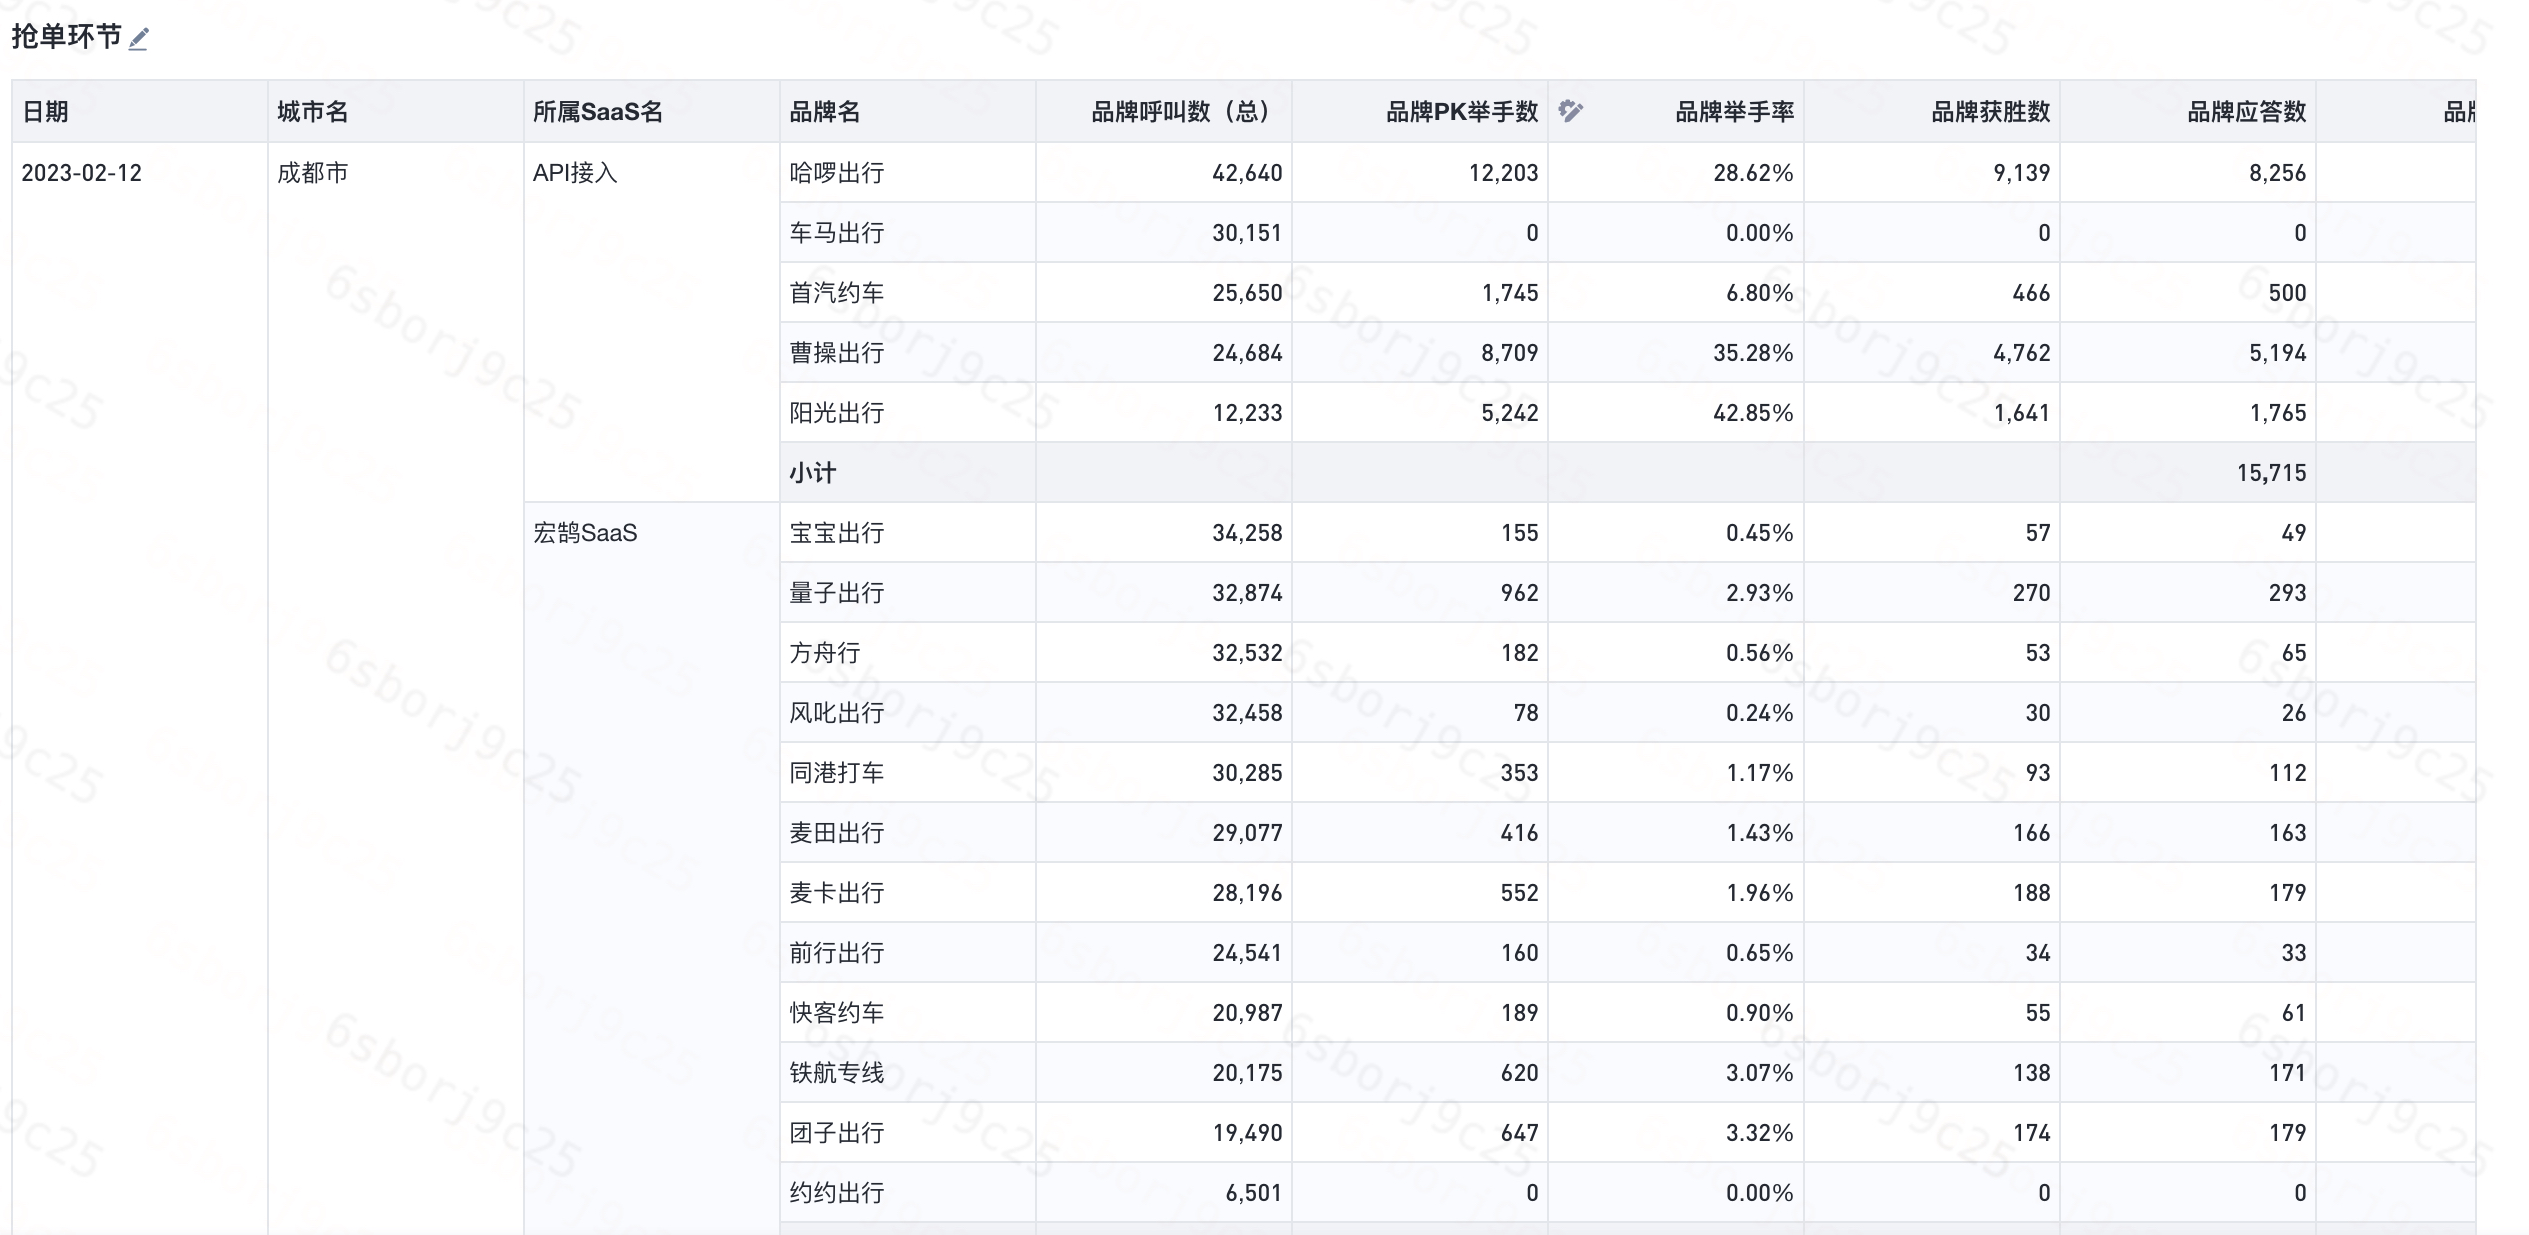 抢单环节
日期 城市名 所属SaaS名 品牌名 品牌呼叫数（总） 品牌PK举手数 品牌举手率 品牌获胜数 品牌应答数
2023-02-12 成都市 API接入 哈啰出行 42,640 12,203 28.62% 9,139 8,256
车马出行 30,151 0 0.00% 0 0
首汽约车 25,650 1,745 6.80% 466 500
曹操出行 24,684 8,709 35.28% 4,762 5,194
阳光出行 12,233 5,242 42.85% 1,641 1,765
小计 15,715
宏鹄SaaS 宝宝出行 34,258 155 0.45% 57 49
量子出行 32,874 962 2.93% 270 293
方舟行 32,532 182 0.56% 53 65
风叱出行 32,458 78 0.24% 30 26
同港打车 30,285 353 1.17% 93 112
麦田出行 29,077 416 1.43% 166 163
麦卡出行 28,196 552 1.96% 188 179
前行出行 24,541 160 0.65% 34 33
快客约车 20,987 189 0.90% 55 61
铁航专线 20,175 620 3.07% 138 171
团子出行 19,490 647 3.32% 174 179
约约出行 6,501 0 0.00% 0 0
6sborj9c25